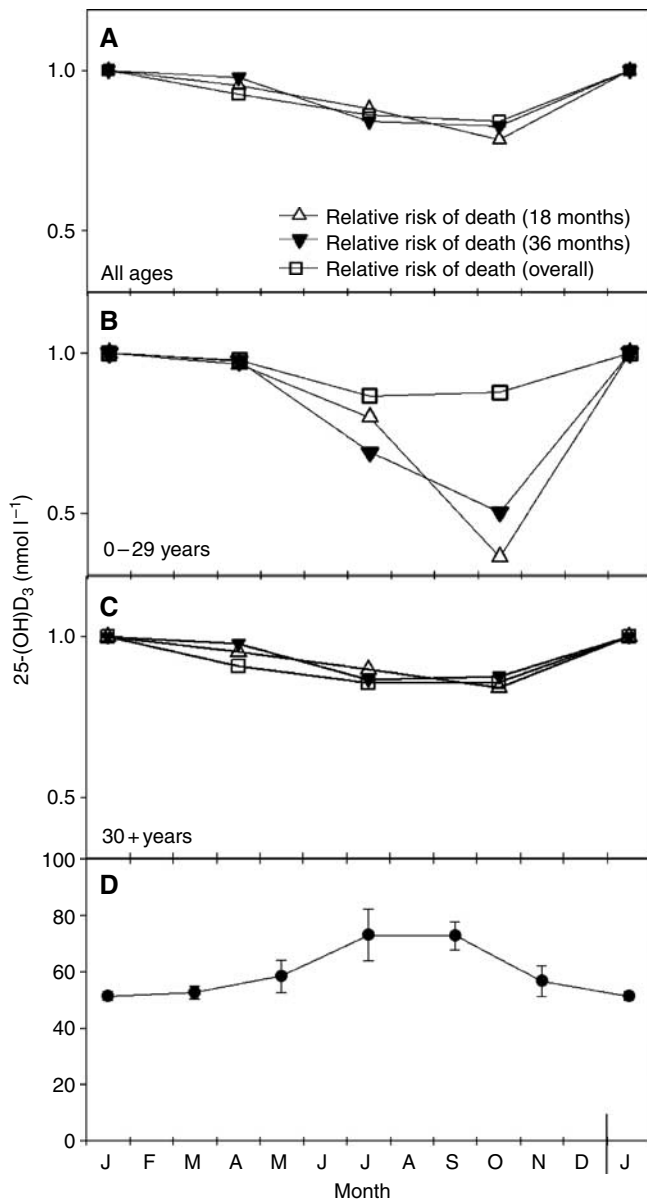 A
1.0
0.5
Relative risk of death (18 months)
Relative risk of death (36 months)
Relative risk of death (overall)
All ages
B
1.0
0.5
0 – 29 years
C
1.0
0.5
30 + years
25-(OH)D₃ (nmol l⁻¹)
D
100
80
60
40
20
0
J F M A M J J A S O N D J
Month